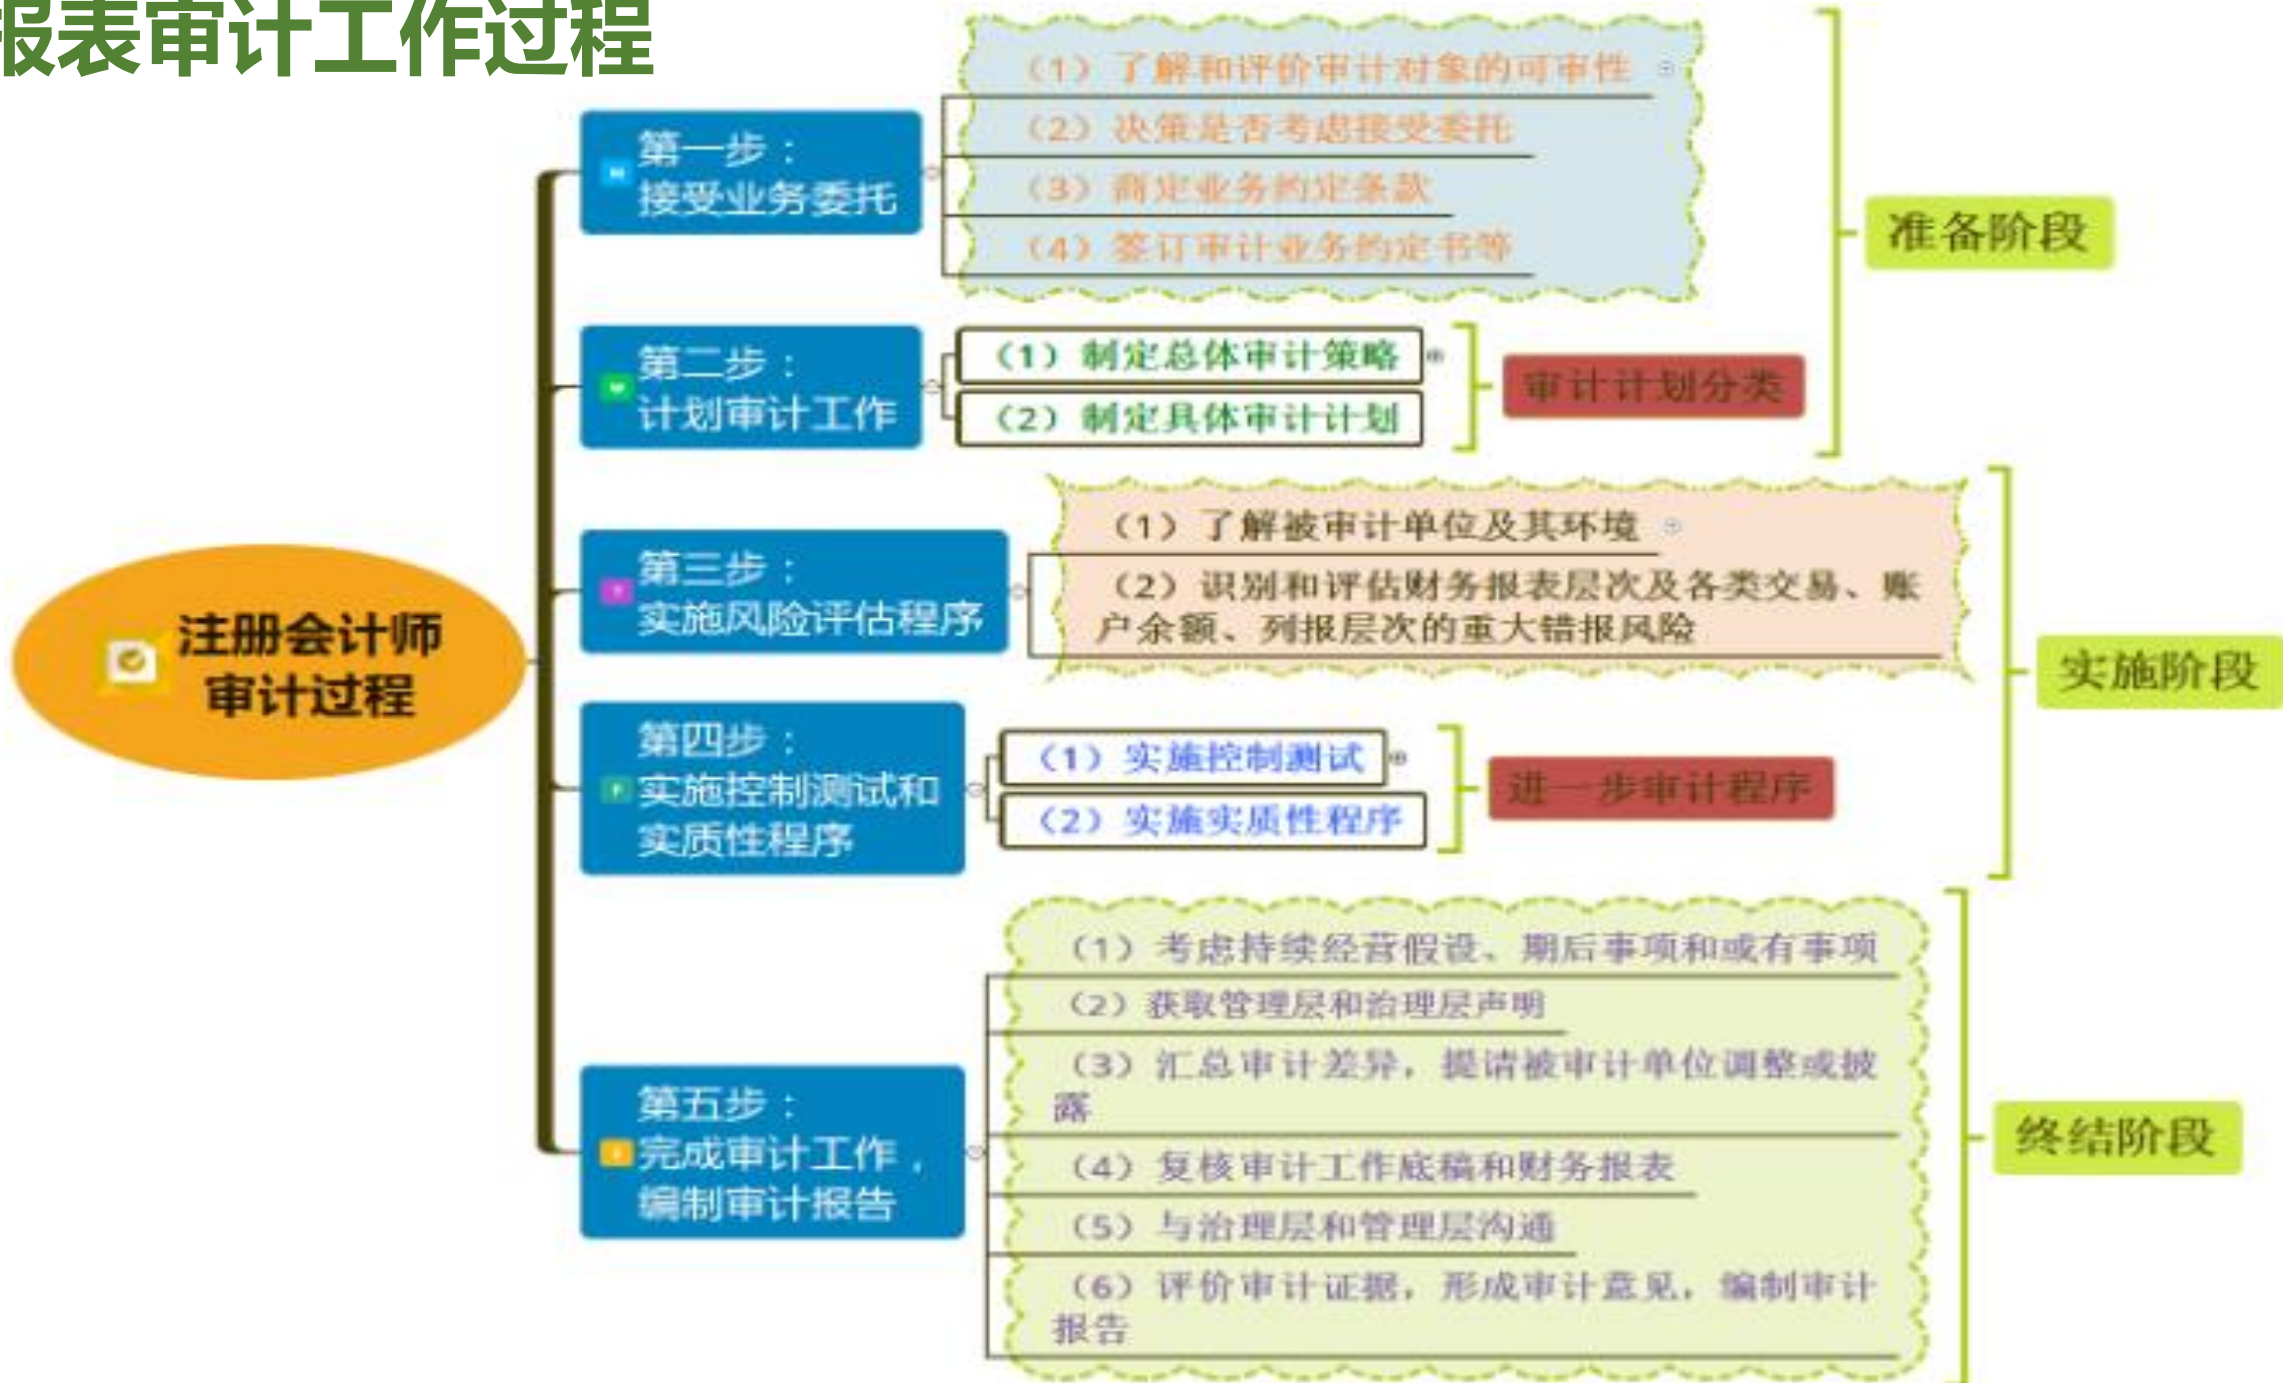 报表审计工作过程
注册会计师
审计过程
第一步：
接受业务委托
（1）了解和评价审计对象的可审性
（2）决策是否考虑接受委托
（3）商定业务约定条款
（4）签订审计业务约定书等
第二步：
计划审计工作
（1）制定总体审计策略
（2）制定具体审计计划
审计计划分类
准备阶段
第三步：
实施风险评估程序
（1）了解被审计单位及其环境
（2）识别和评估财务报表层次及各类交易、账
户余额、列报层次的重大错报风险
第四步：
实施控制测试和
实质性程序
（1）实施控制测试
（2）实施实质性程序
进一步审计程序
实施阶段
第五步：
完成审计工作，
编制审计报告
（1）考虑持续经营假设、期后事项和或有事项
（2）获取管理层和治理层声明
（3）汇总审计差异，提请被审计单位调整或披
露
（4）复核审计工作底稿和财务报表
（5）与治理层和管理层沟通
（6）评价审计证据，形成审计意见，编制审计
报告
终结阶段